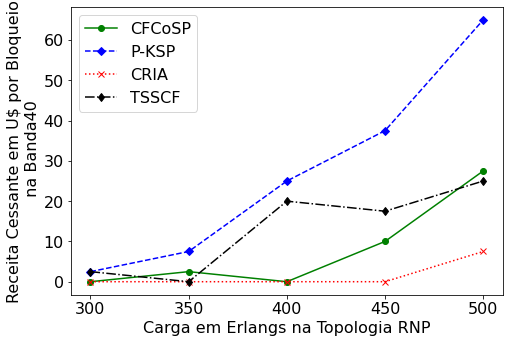 Receita Cessante em U$ por Bloqueio
na Banda40
CFCoSP
P-KSP
CRIA
TSSCF
60
50
40
30
20
10
0
300 350 400 450 500
Carga em Erlangs na Topologia RNP